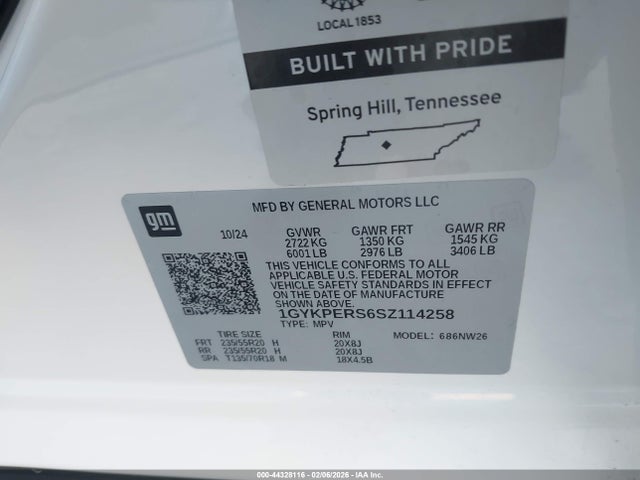 LOCAL 1853
BUILT WITH PRIDE
Spring Hill, Tennessee
gm
MFD BY GENERAL MOTORS LLC
10/24 GVWR GAWR FRT GAWR RR
2722 KG 1350 KG 1545 KG
6001 LB 2976 LB 3406 LB
THIS VEHICLE CONFORMS TO ALL
APPLICABLE U.S. FEDERAL MOTOR
VEHICLE SAFETY STANDARDS IN
EFFECT ON THE DATE OF MANUFACTURE
SHOWN ABOVE.
1GYKPERS6SZ114258
TYPE: MPV MODEL: 686NW26
TIRE SIZE RIM
FRT 235/55R20 H 20X8J
RR 235/55R20 H 20X8J
SPA T135/70R18 M 18X4.5B
000-44328116 - 02/06/2026 - IAA Inc.